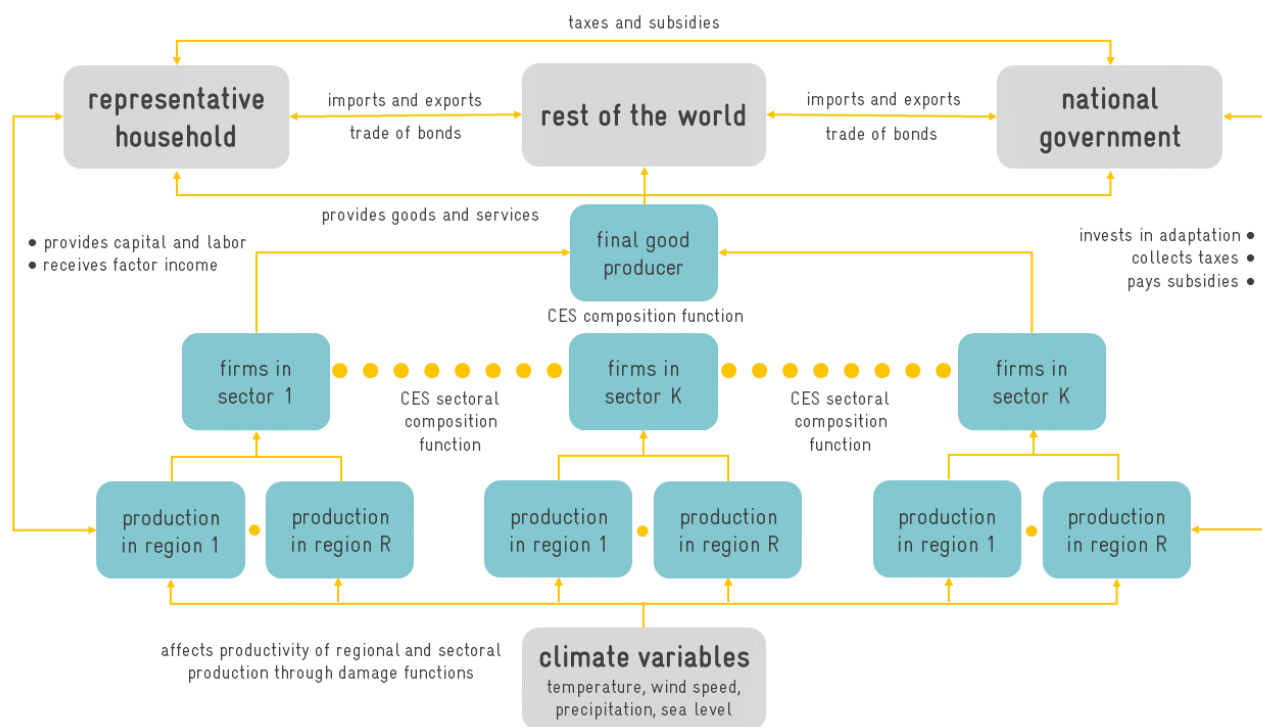 taxes and subsidies
representative
household
imports and exports
trade of bonds
rest of the world
imports and exports
trade of bonds
national
government
provides goods and services
● provides capital and labor
● receives factor income
final good
producer
invests in adaptation ●
collects taxes ●
pays subsidies ●
CES composition function
firms in
sector 1
CES sectoral
composition
function
firms in
sector K
CES sectoral
composition
function
firms in
sector K
production
in region 1
production
in region R
production
in region 1
production
in region R
production
in region 1
production
in region R
affects productivity of regional and sectoral
production through damage functions
climate variables
temperature, wind speed,
precipitation, sea level